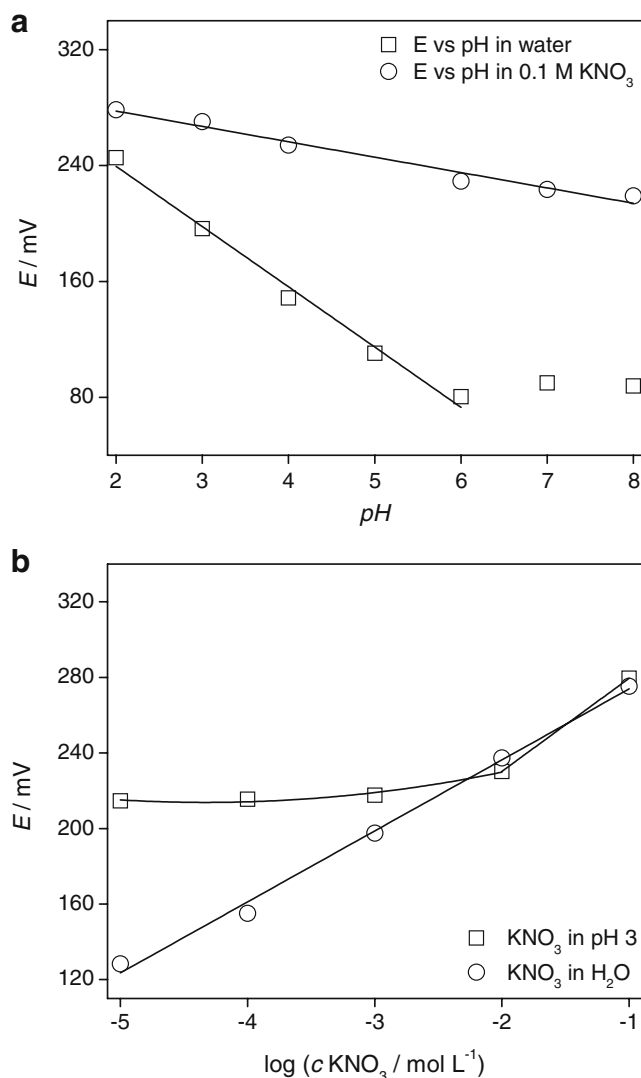 a
E vs pH in water
E vs pH in 0.1 M KNO₃
320
240
160
80
E / mV
2 3 4 5 6 7 8
pH
b
320
280
240
200
160
120
E / mV
KNO₃ in pH 3
KNO₃ in H₂O
-5 -4 -3 -2 -1
log (c KNO₃ / mol L⁻¹)